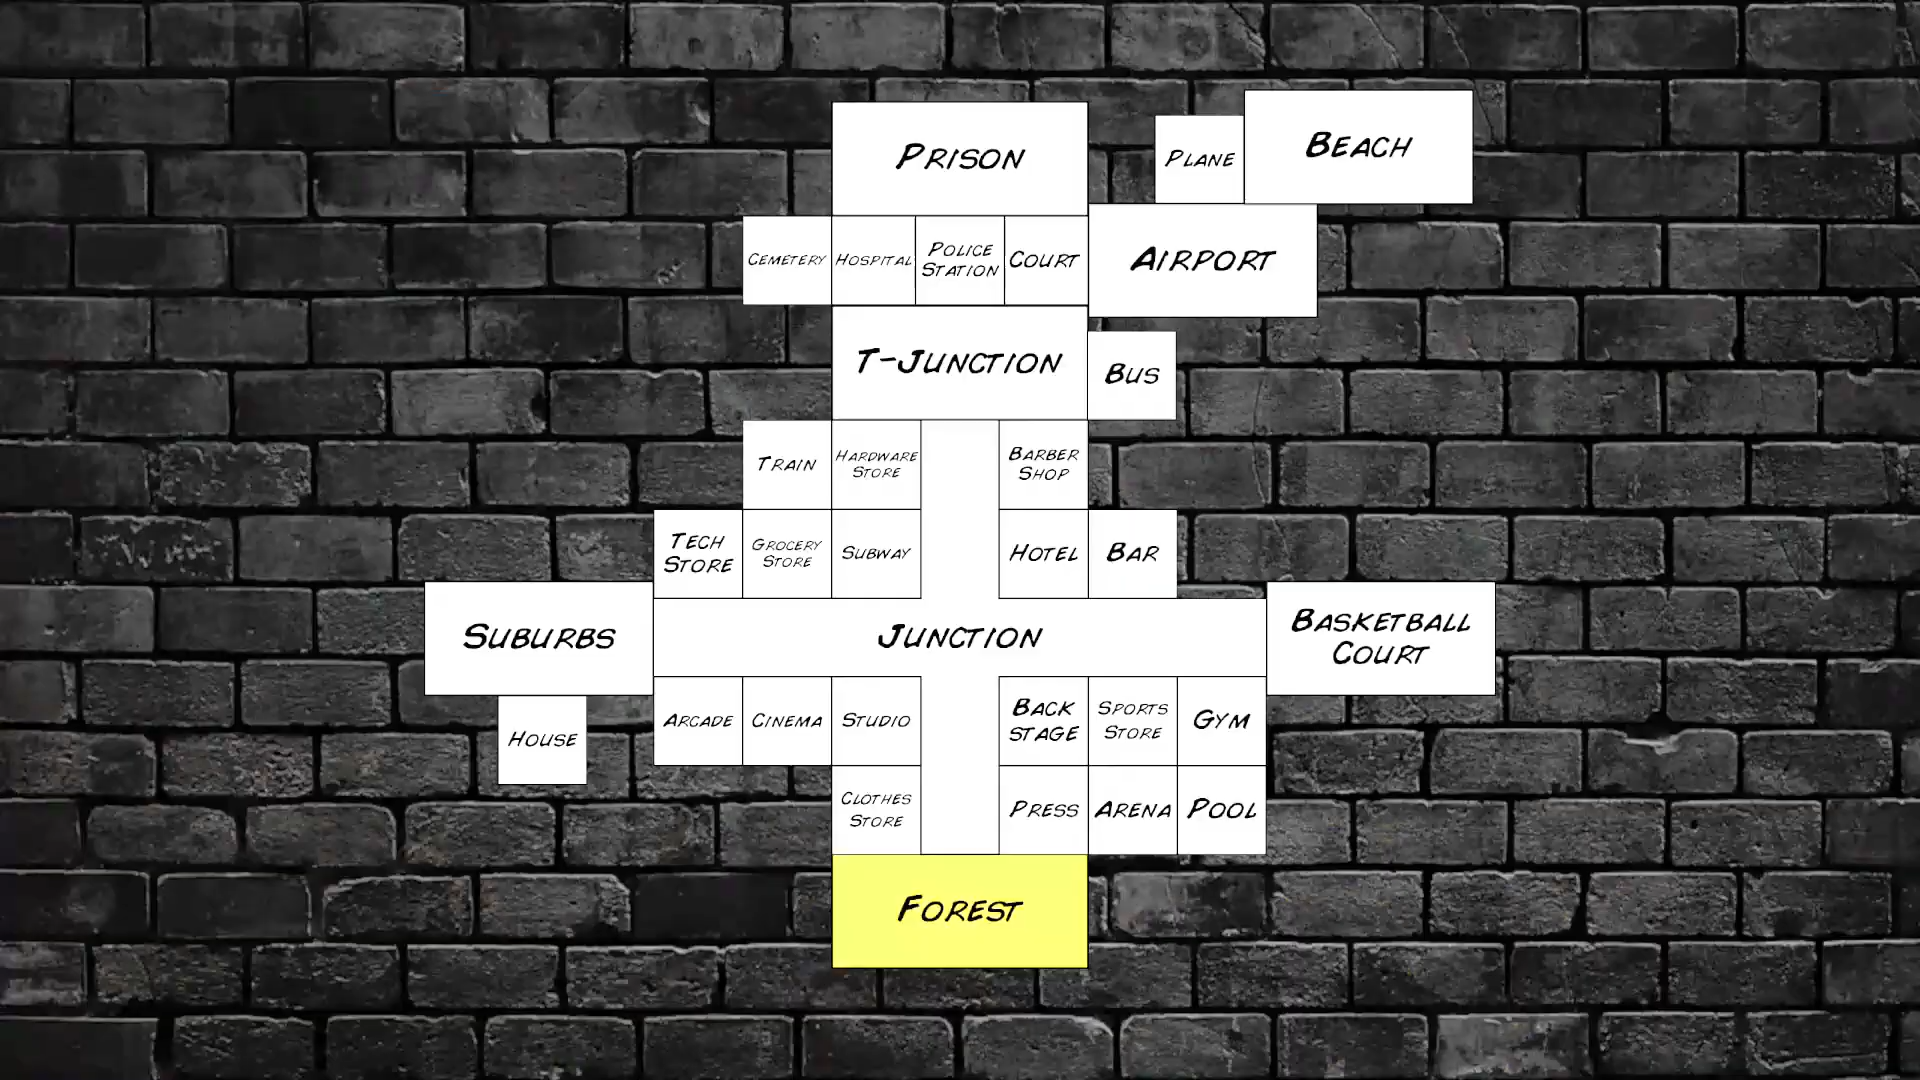 PRISON
PLANE
BEACH
CEMETERY
HOSPITAL
POLICE
STATION
COURT
AIRPORT
T-JUNCTION
BUS
TRAIN
HARDWARE
STORE
BARBER
SHOP
TECH
STORE
GROCERY
STORE
SUBWAY
HOTEL
BAR
SUBURBS
JUNCTION
BASKETBALL
COURT
HOUSE
ARCADE
CINEMA
STUDIO
BACK
STAGE
SPORTS
STORE
GYM
CLOTHES
STORE
PRESS
ARENA
POOL
FOREST